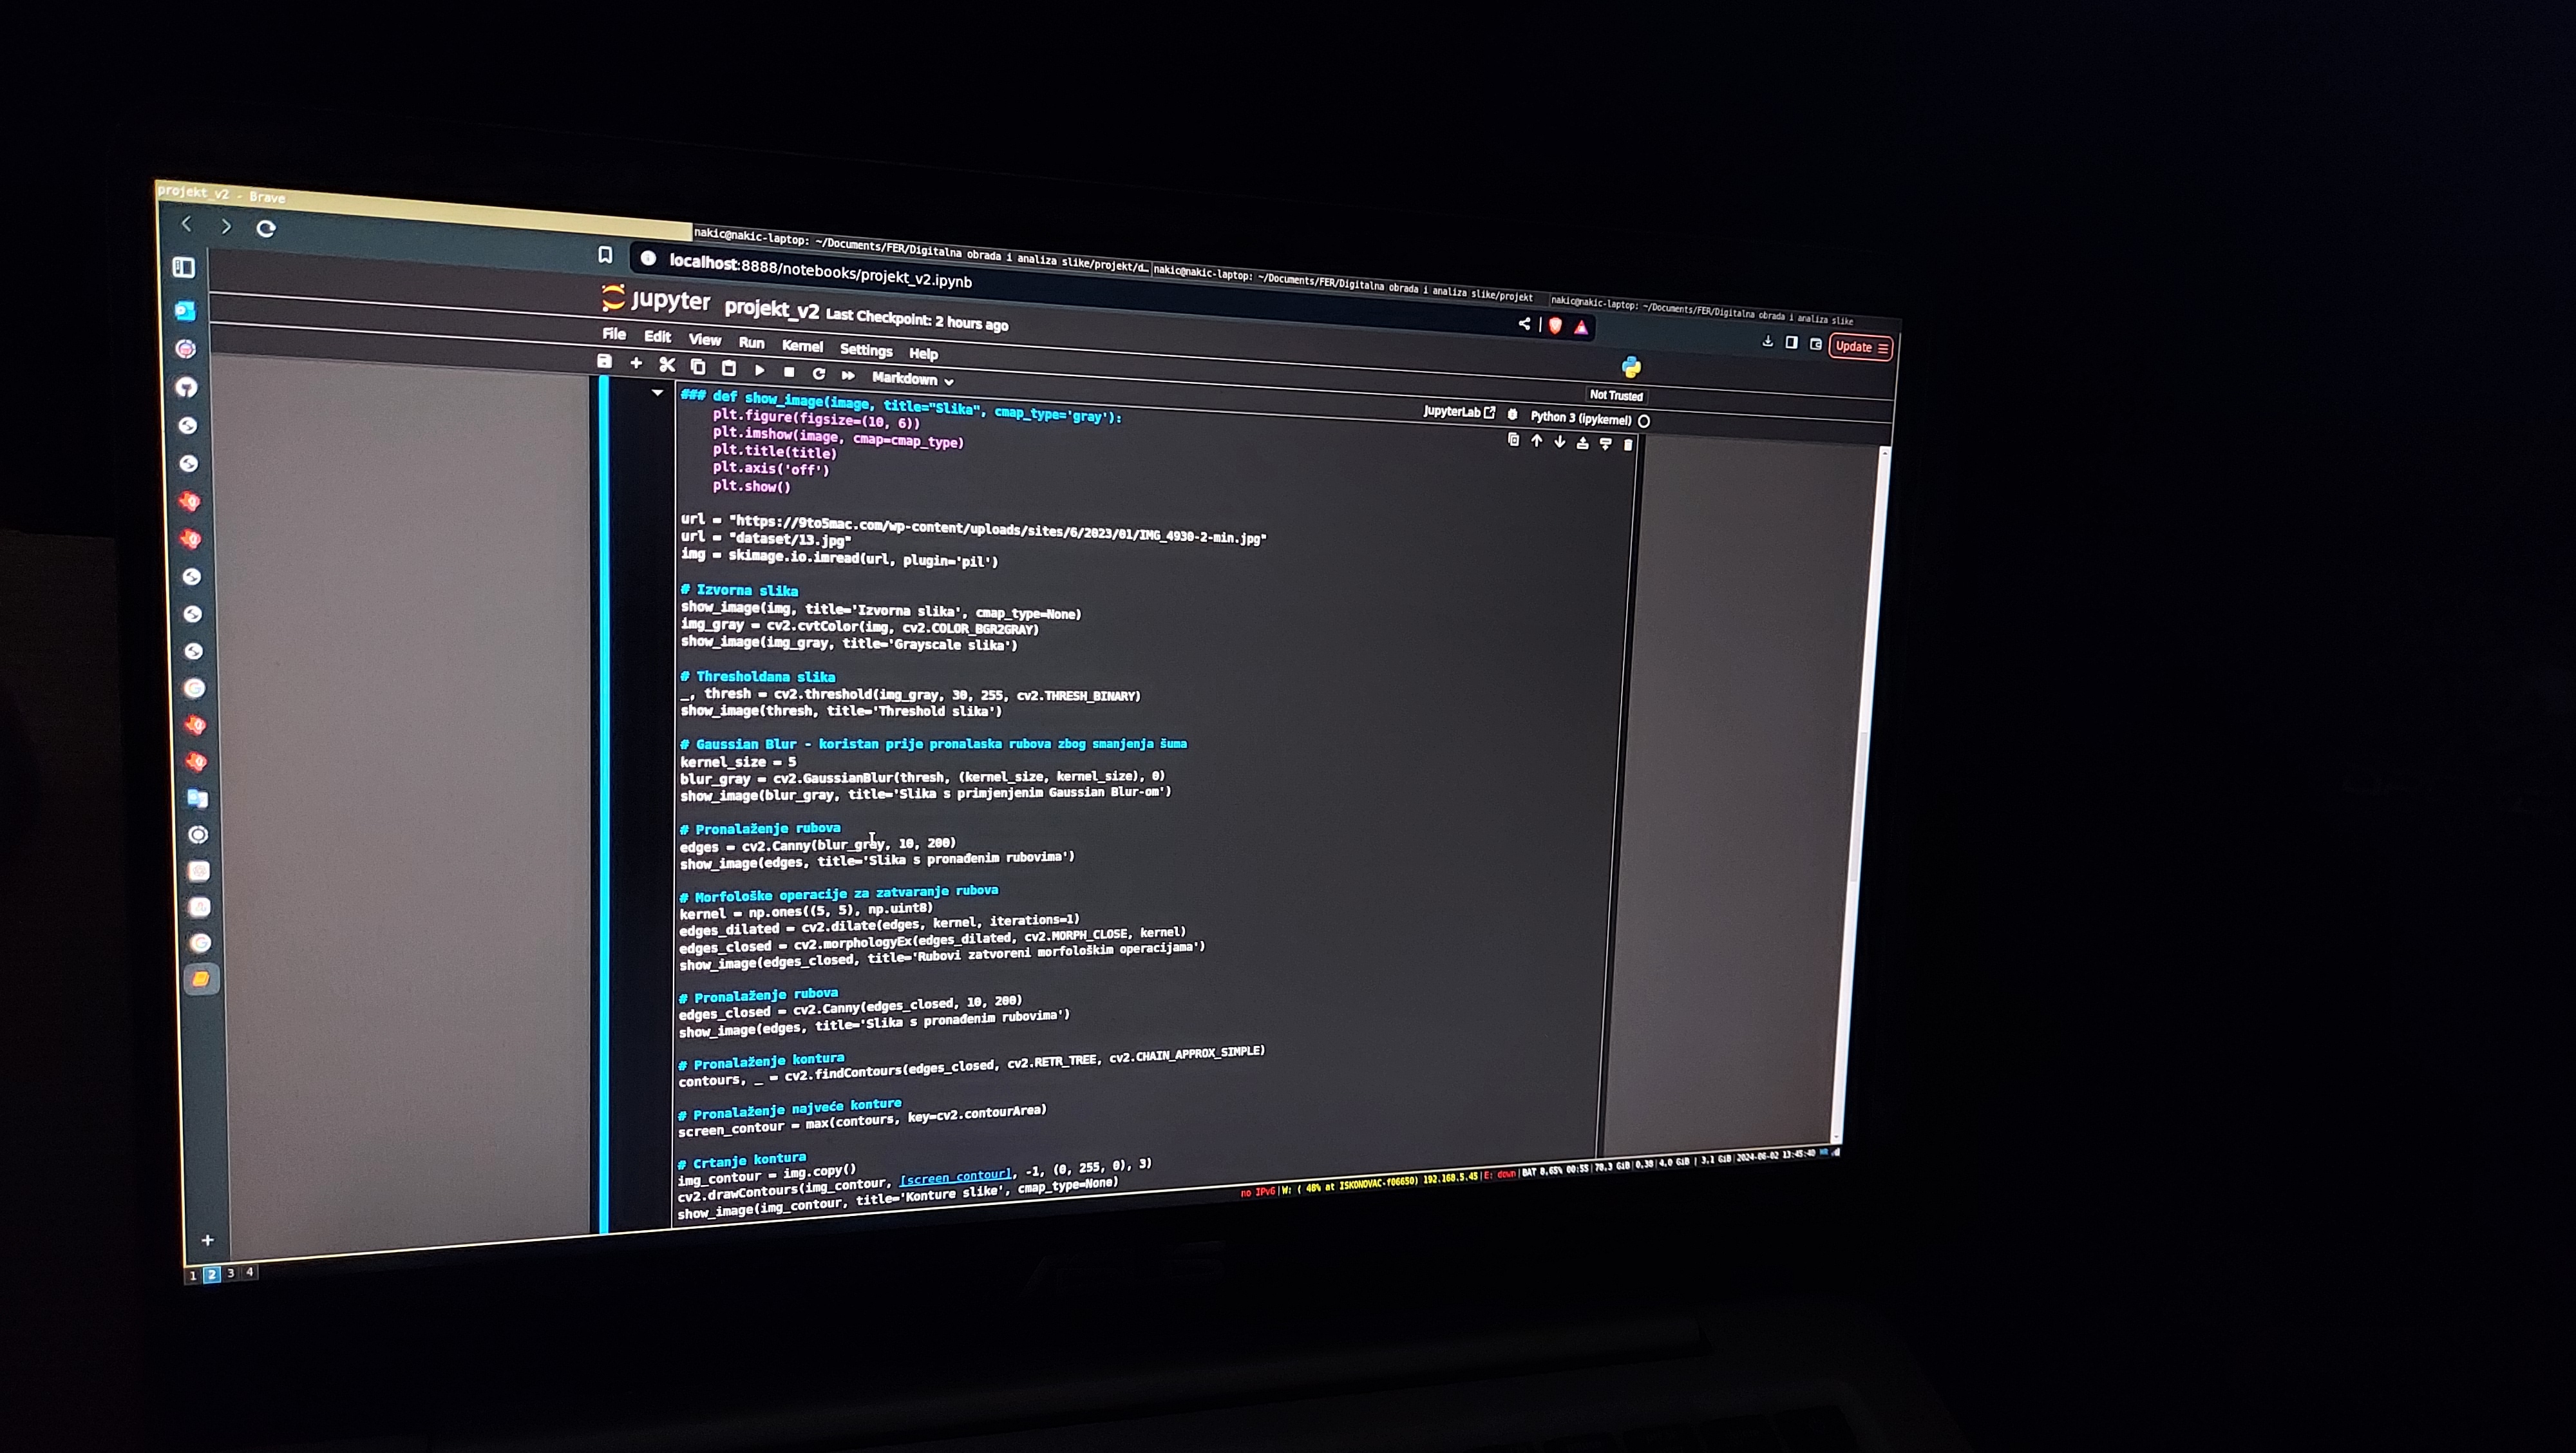 projekt_v2 - Brave
nakic@nakic-laptop: ~/Documents/FER/Digitalna obrada i analiza slike/projekt/d…
nakic@nakic-laptop: ~/Documents/FER/Digitalna obrada i analiza slike/projekt
nakic@nakic-laptop: ~/Documents/FER/Digitalna obrada i analiza slike
localhost:8888/notebooks/projekt_v2.ipynb
Update
jupyter projekt_v2 Last Checkpoint: 2 hours ago
File Edit View Run Kernel Settings Help
Not Trusted
Markdown
JupyterLab Python 3 (ipykernel)
### def show_image(image, title="Slika", cmap_type='gray'):
    plt.figure(figsize=(10, 6))
    plt.imshow(image, cmap=cmap_type)
    plt.title(title)
    plt.axis('off')
    plt.show()
url = "https://9to5mac.com/wp-content/uploads/sites/6/2023/01/IMG_4930-2-min.jpg"
url = "dataset/13.jpg"
img = skimage.io.imread(url, plugin='pil')
# Izvorna slika
show_image(img, title='Izvorna slika', cmap_type=None)
img_gray = cv2.cvtColor(img, cv2.COLOR_BGR2GRAY)
show_image(img_gray, title='Grayscale slika')
# Thresholdana slika
_, thresh = cv2.threshold(img_gray, 30, 255, cv2.THRESH_BINARY)
show_image(thresh, title='Threshold slika')
# Gaussian Blur - koristan prije pronalaska rubova zbog smanjenja šuma
kernel_size = 5
blur_gray = cv2.GaussianBlur(thresh, (kernel_size, kernel_size), 0)
show_image(blur_gray, title='Slika s primjenjenim Gaussian Blur-om')
# Pronalaženje rubova
edges = cv2.Canny(blur_gray, 10, 200)
show_image(edges, title='Slika s pronađenim rubovima')
# Morfološke operacije za zatvaranje rubova
kernel = np.ones((5, 5), np.uint8)
edges_dilated = cv2.dilate(edges, kernel, iterations=1)
edges_closed = cv2.morphologyEx(edges_dilated, cv2.MORPH_CLOSE, kernel)
show_image(edges_closed, title='Rubovi zatvoreni morfološkim operacijama')
# Pronalaženje rubova
edges_closed = cv2.Canny(edges_closed, 10, 200)
show_image(edges, title='Slika s pronađenim rubovima')
# Pronalaženje kontura
contours, _ = cv2.findContours(edges_closed, cv2.RETR_TREE, cv2.CHAIN_APPROX_SIMPLE)
# Pronalaženje najveće konture
screen_contour = max(contours, key=cv2.contourArea)
# Crtanje kontura
img_contour = img.copy()
cv2.drawContours(img_contour, [screen_contour], -1, (0, 255, 0), 3)
show_image(img_contour, title='Konture slike', cmap_type=None)
no IPv6|W: ( 48% at ISKONOVAC-f06650) 192.168.5.45|E: down|BAT 8,65% 00:55|78,3 GiB|0,38|4,0 GiB | 3,1 GiB|2024-06-02 13:45:40
1 2 3 4